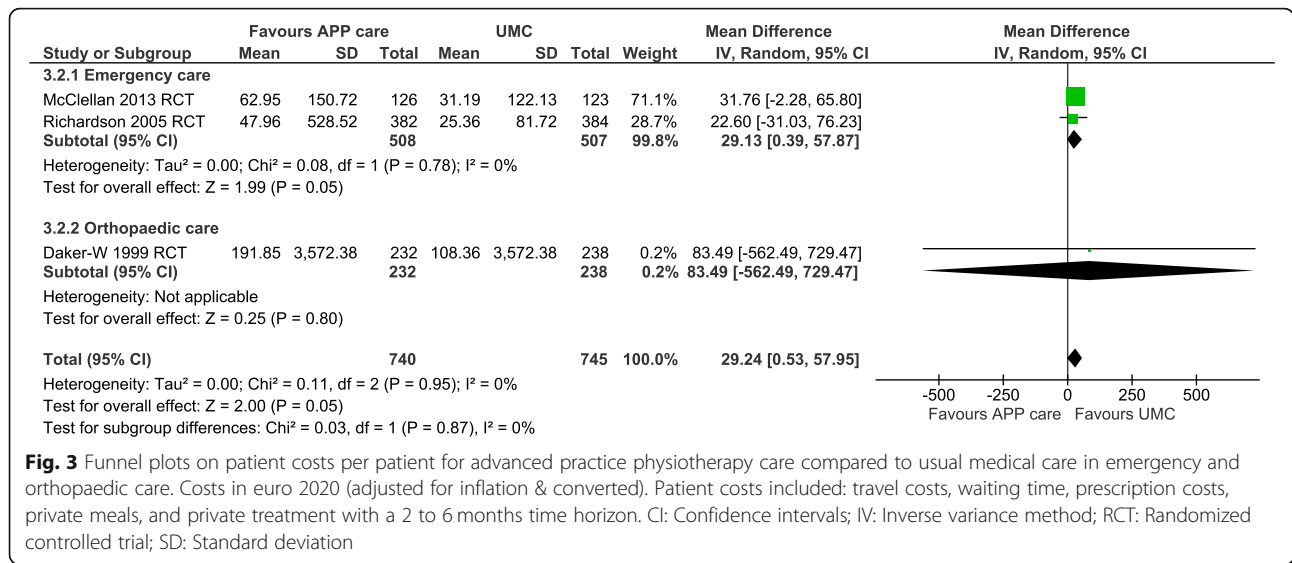 Favours APP care UMC Mean Difference Mean Difference
Study or Subgroup Mean SD Total Mean SD Total Weight IV, Random, 95% CI IV, Random, 95% CI
3.2.1 Emergency care
McClellan 2013 RCT 62.95 150.72 126 31.19 122.13 123 71.1% 31.76 [-2.28, 65.80]
Richardson 2005 RCT 47.96 528.52 382 25.36 81.72 384 28.7% 22.60 [-31.03, 76.23]
Subtotal (95% CI) 508 507 99.8% 29.13 [0.39, 57.87]
Heterogeneity: Tau² = 0.00; Chi² = 0.08, df = 1 (P = 0.78); I² = 0%
Test for overall effect: Z = 1.99 (P = 0.05)
3.2.2 Orthopaedic care
Daker-W 1999 RCT 191.85 3,572.38 232 108.36 3,572.38 238 0.2% 83.49 [-562.49, 729.47]
Subtotal (95% CI) 232 238 0.2% 83.49 [-562.49, 729.47]
Heterogeneity: Not applicable
Test for overall effect: Z = 0.25 (P = 0.80)
Total (95% CI) 740 745 100.0% 29.24 [0.53, 57.95]
Heterogeneity: Tau² = 0.00; Chi² = 0.11, df = 2 (P = 0.95); I² = 0%
Test for overall effect: Z = 2.00 (P = 0.05)
Test for subgroup differences: Chi² = 0.03, df = 1 (P = 0.87), I² = 0%
-500 -250 0 250 500
Favours APP care Favours UMC
Fig. 3 Funnel plots on patient costs per patient for advanced practice physiotherapy care compared to usual medical care in emergency and
orthopaedic care. Costs in euro 2020 (adjusted for inflation & converted). Patient costs included: travel costs, waiting time, prescription costs,
private meals, and private treatment with a 2 to 6 months time horizon. CI: Confidence intervals; IV: Inverse variance method; RCT: Randomized
controlled trial; SD: Standard deviation